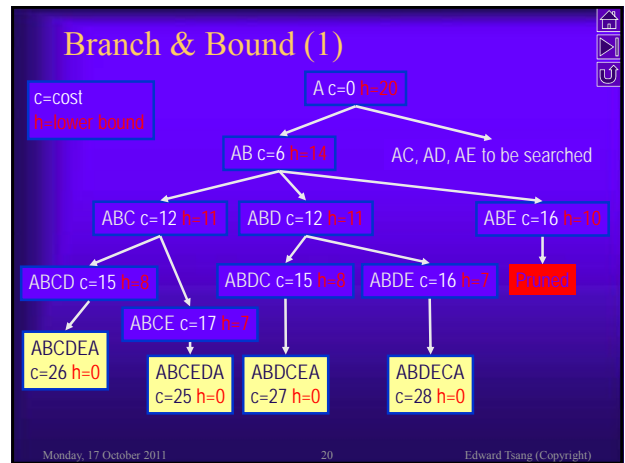 Branch & Bound (1)
c=cost
h=lower bound
A c=0 h=20
AB c=6 h=14
AC, AD, AE to be searched
ABC c=12 h=11
ABD c=12 h=11
ABE c=16 h=10
ABCD c=15 h=8
ABDC c=15 h=8
ABDE c=16 h=7
Pruned
ABCE c=17 h=7
ABCDEA
c=26 h=0
ABCEDA
c=25 h=0
ABDCEA
c=27 h=0
ABDECA
c=28 h=0
Monday, 17 October 2011
20
Edward Tsang (Copyright)